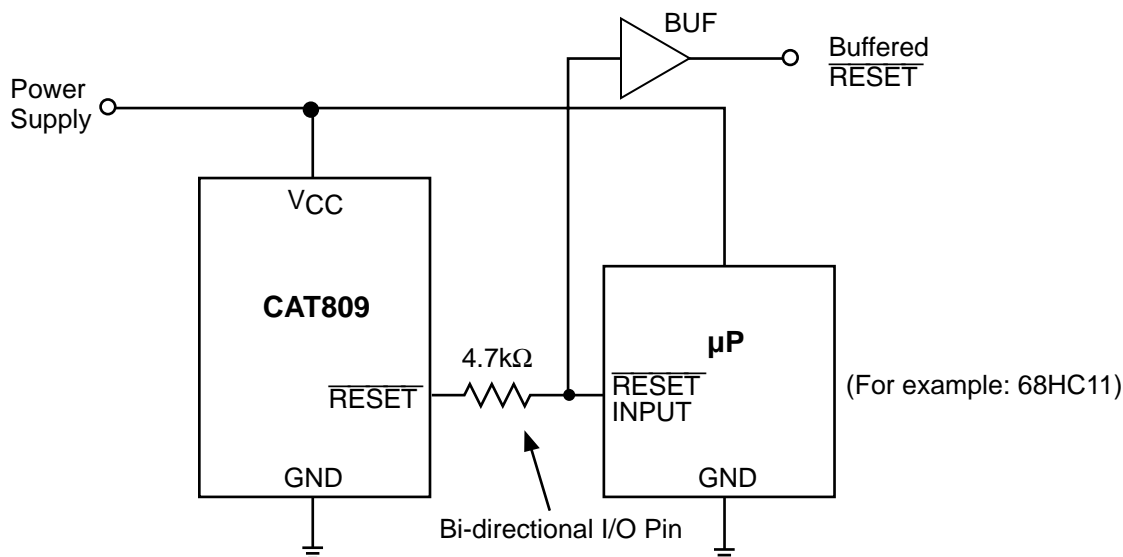 BUF
Buffered
RESET
Power
Supply
VCC
CAT809
µP
4.7kΩ
RESET
RESET
INPUT
(For example: 68HC11)
GND
GND
Bi-directional I/O Pin